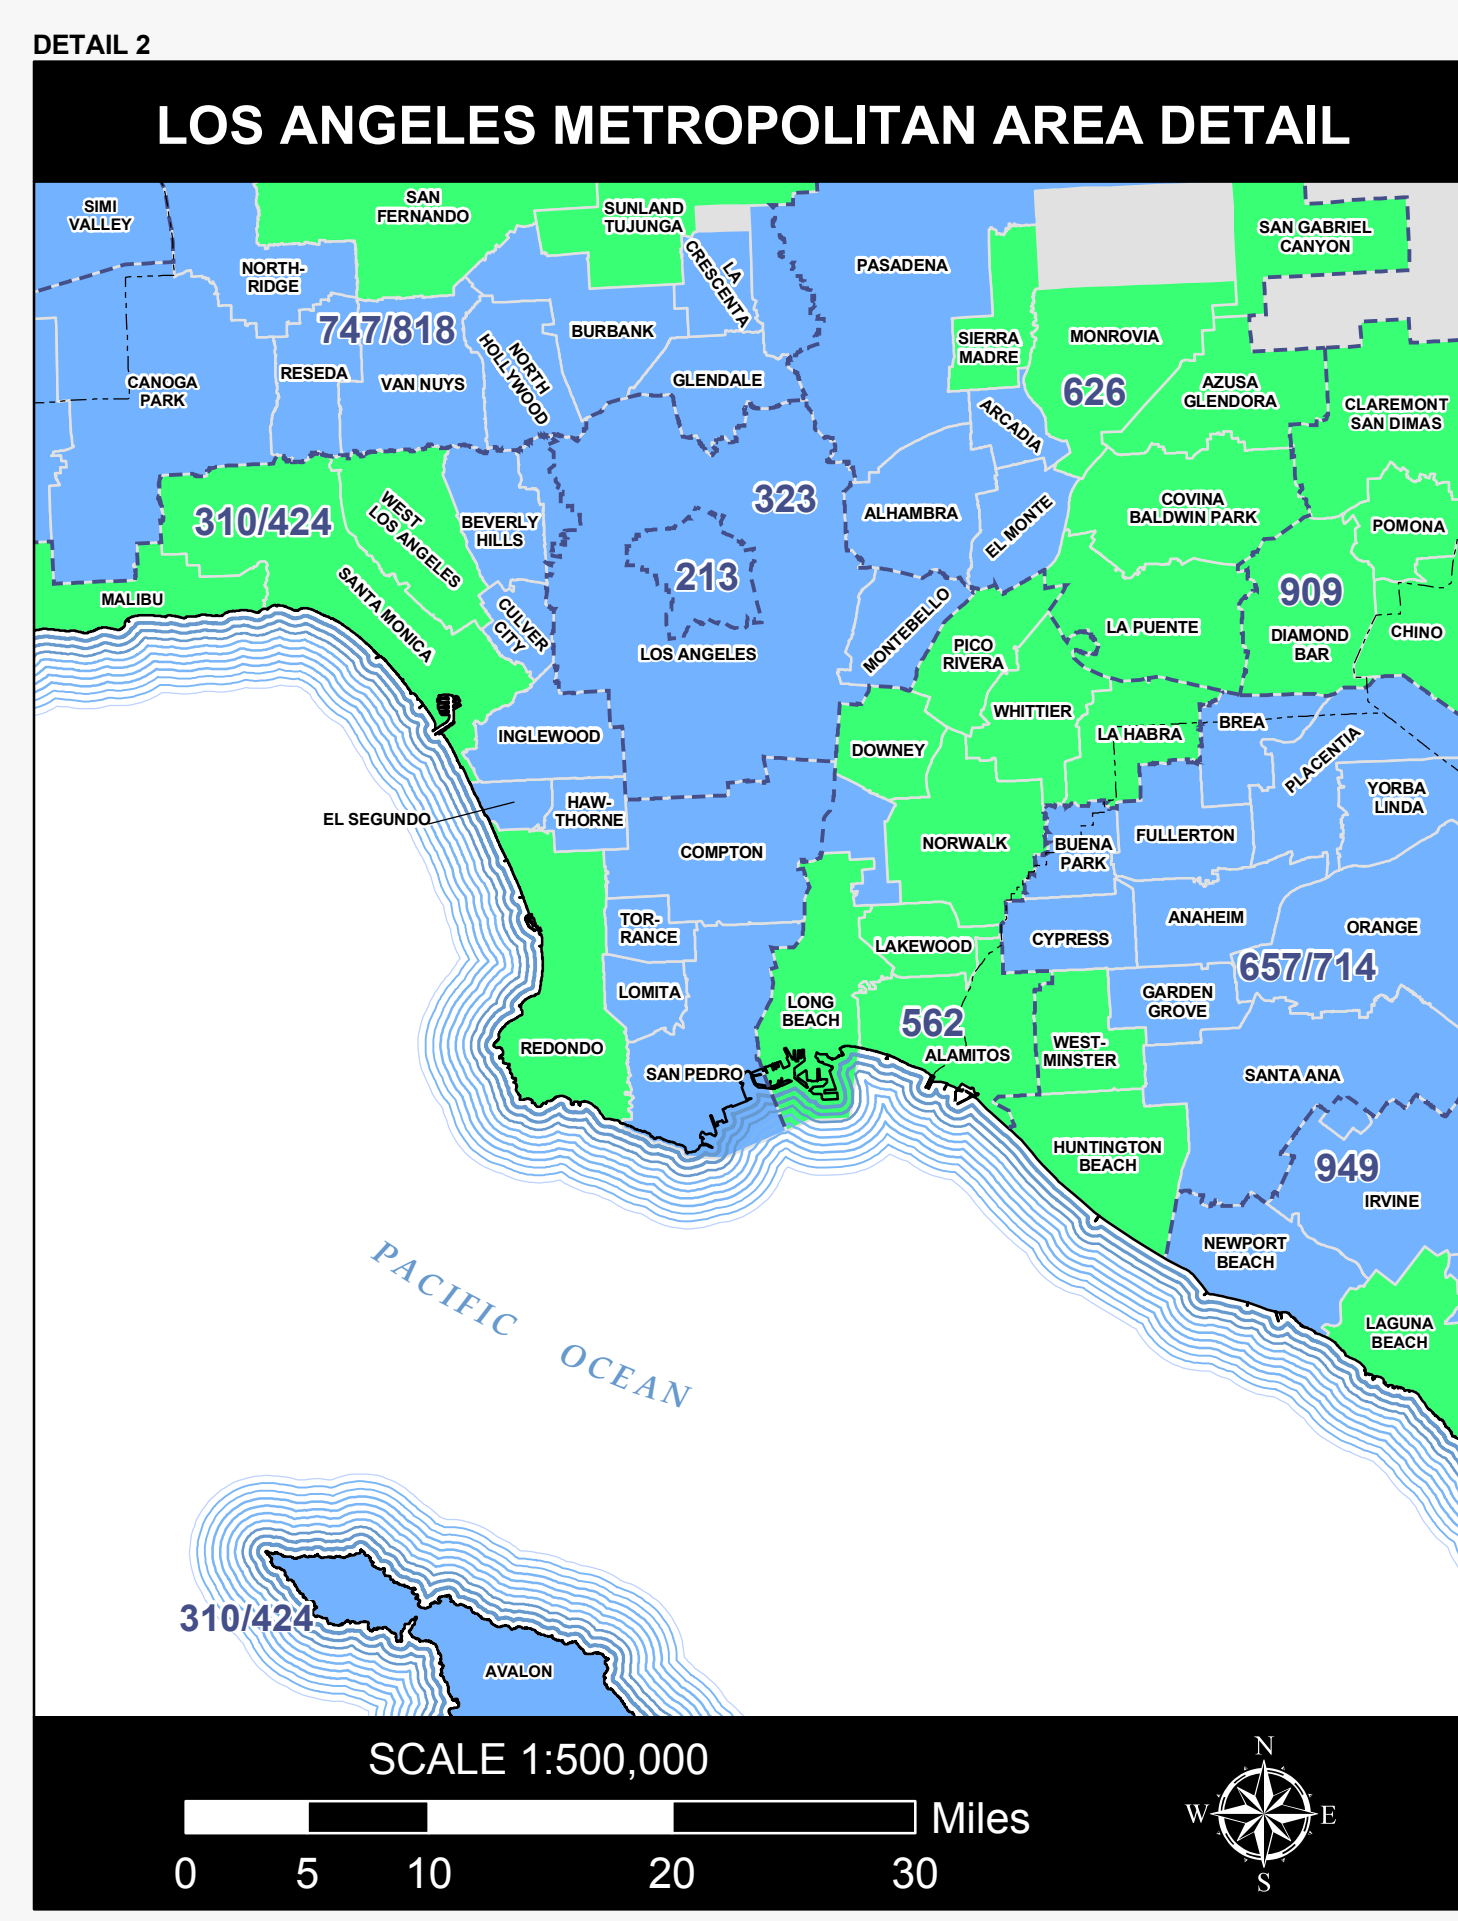 DETAIL 2
LOS ANGELES METROPOLITAN AREA DETAIL
SIMI
VALLEY
SAN
FERNANDO
SUNLAND
TUJUNGA
LA
CRESCENTA
PASADENA
SAN GABRIEL
CANYON
NORTH-
RIDGE
747/818
BURBANK
NORTH
HOLLYWOOD
SIERRA
MADRE
MONROVIA
CANOGA
PARK
RESEDA
VAN NUYS
GLENDALE
626
AZUSA
GLENDORA
CLAREMONT
SAN DIMAS
ARCADIA
310/424
WEST
LOS ANGELES
BEVERLY
HILLS
323
ALHAMBRA
EL MONTE
COVINA
BALDWIN PARK
POMONA
213
909
MALIBU
SANTA MONICA
CULVER
CITY
LOS ANGELES
MONTEBELLO
PICO
RIVERA
LA PUENTE
DIAMOND
BAR
CHINO
INGLEWOOD
DOWNEY
WHITTIER
LA HABRA
BREA
PLACENTIA
YORBA
LINDA
EL SEGUNDO
HAW-
THORNE
COMPTON
NORWALK
BUENA
PARK
FULLERTON
TOR-
RANCE
LAKEWOOD
CYPRESS
ANAHEIM
ORANGE
657/714
LOMITA
LONG
BEACH
562
GARDEN
GROVE
REDONDO
SAN PEDRO
ALAMITOS
WEST-
MINSTER
SANTA ANA
HUNTINGTON
BEACH
949
IRVINE
NEWPORT
BEACH
LAGUNA
BEACH
PACIFIC OCEAN
310/424
AVALON
SCALE 1:500,000
Miles
0 5 10 20 30
N
W E
S